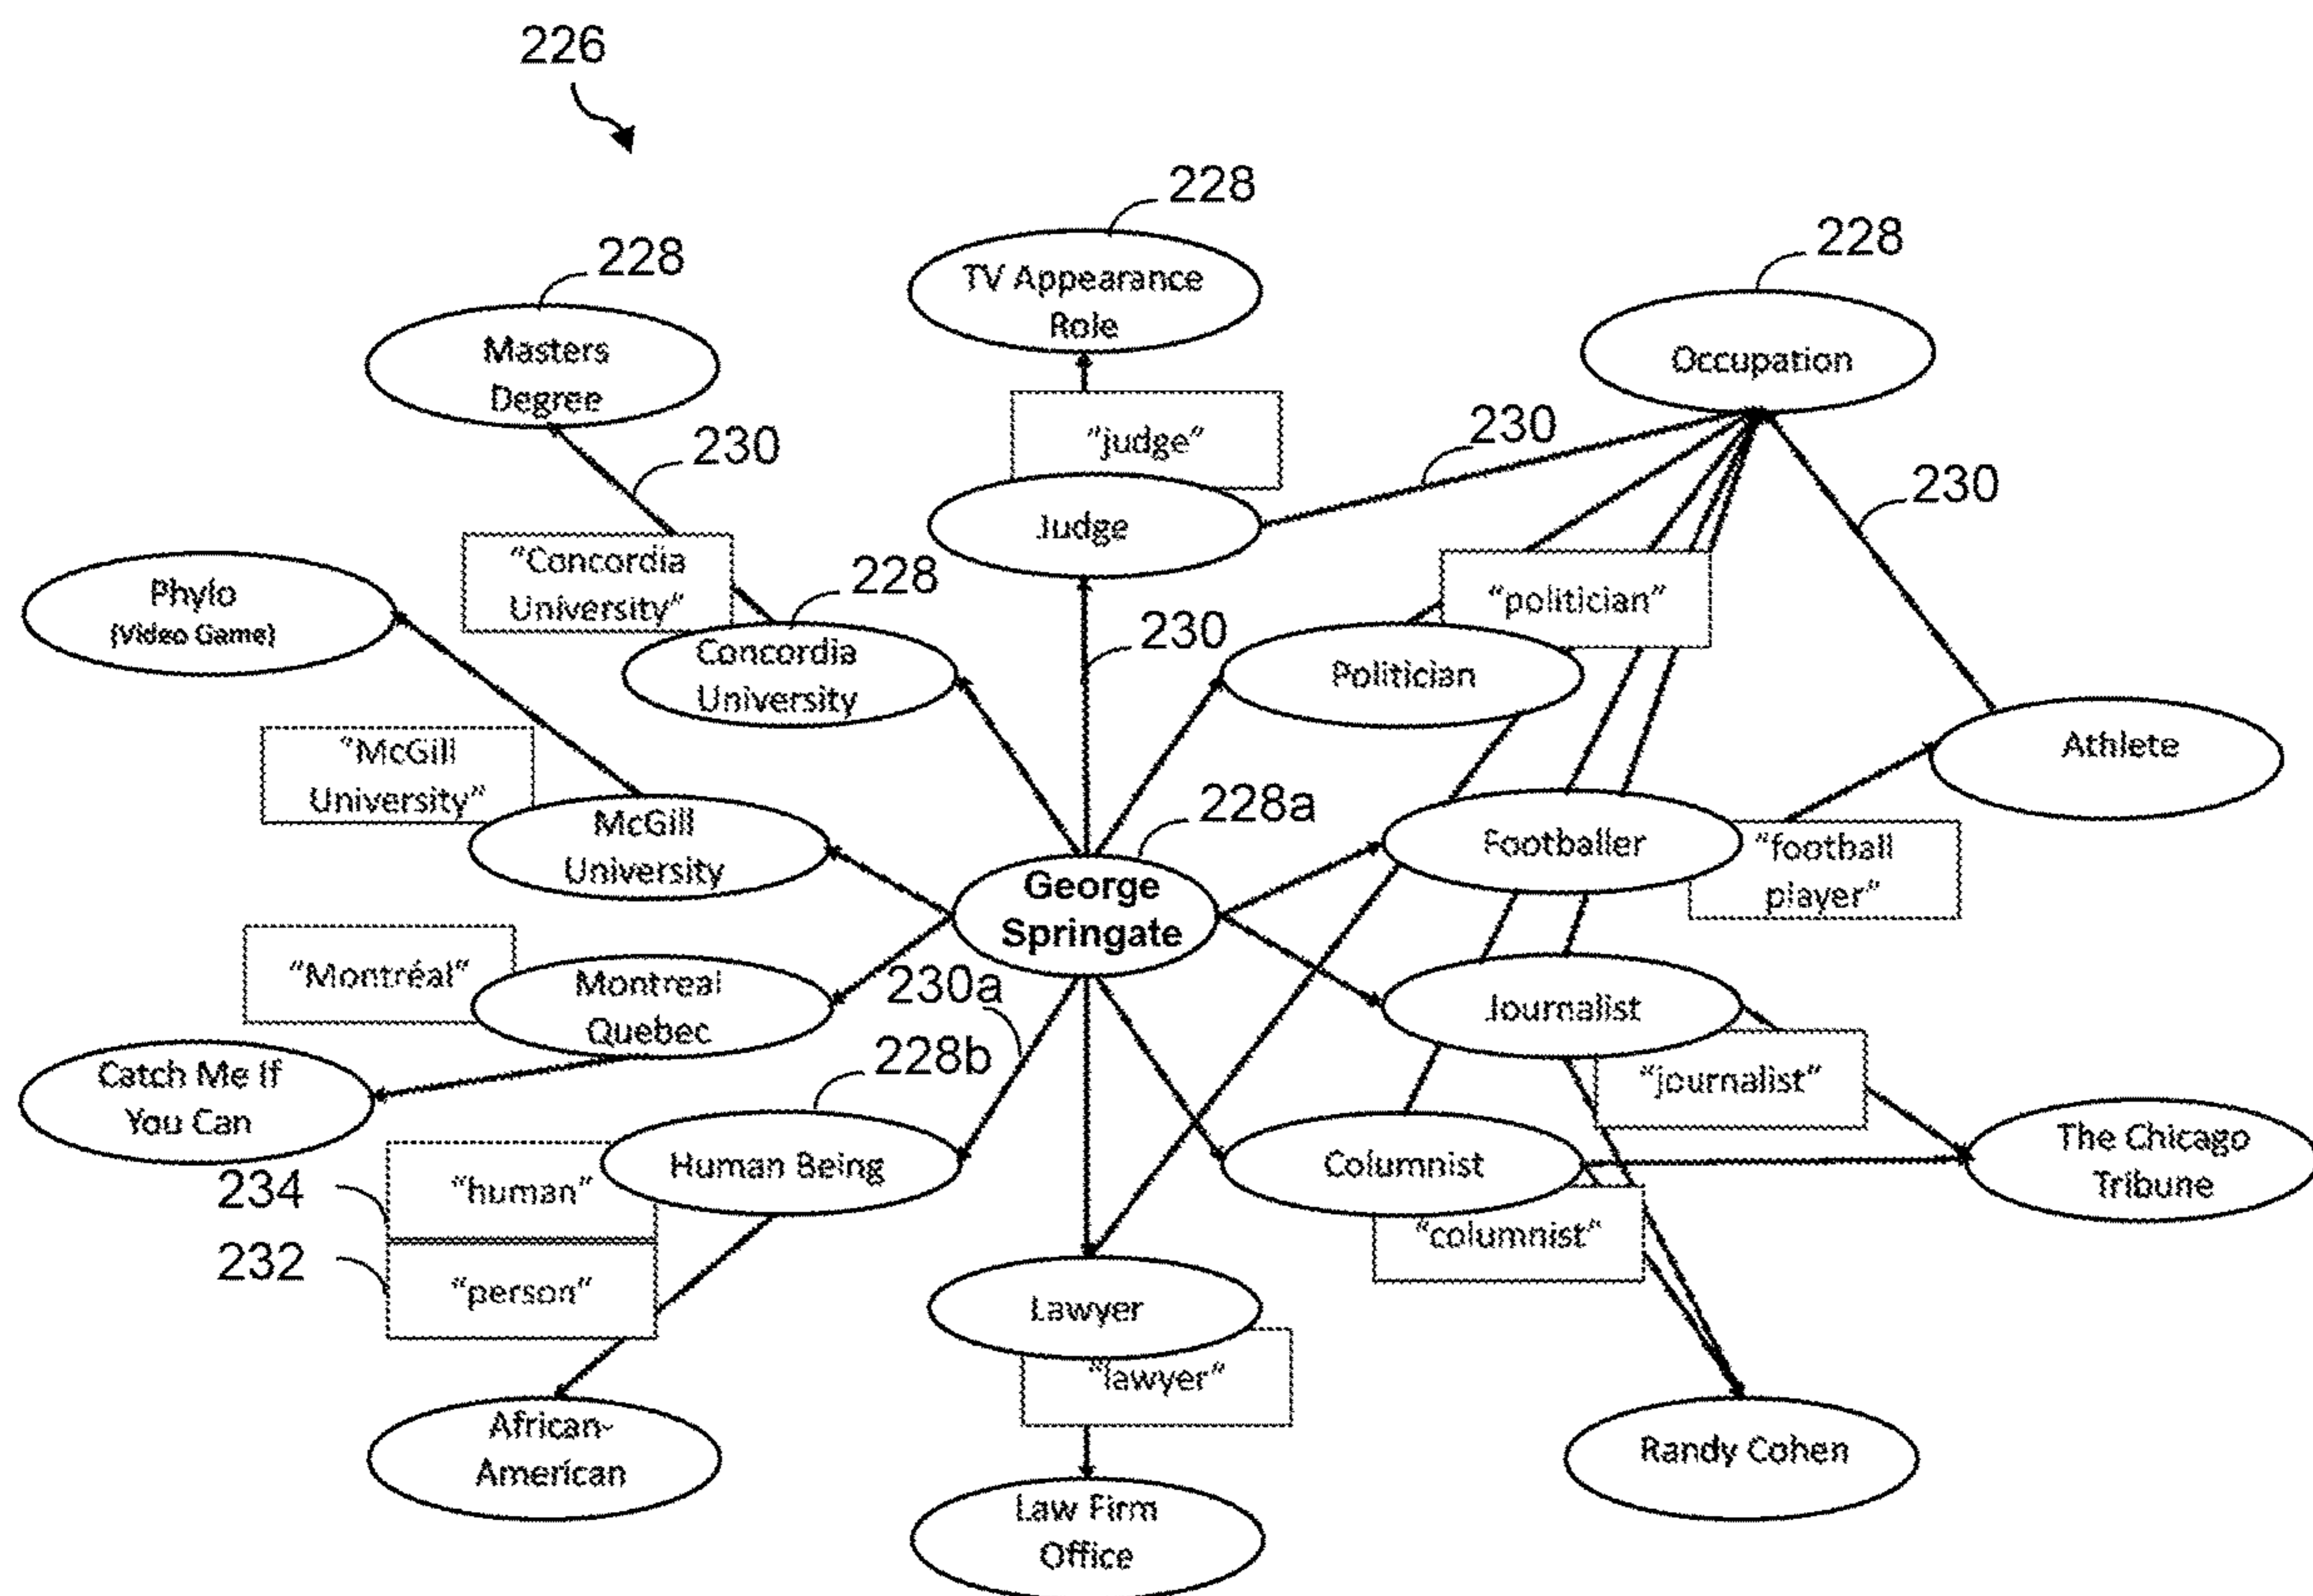 226
228
TV Appearance
Role
228
Masters
Degree
228
Occupation
230
"judge"
230
230
Judge
"Concordia
University"
228
Concordia
University
230
"politician"
Politician
Phylo
(Video Game)
"McGill
University"
McGill
University
Athlete
228a
George
Springate
Footballer
"football
player"
"Montréal"
Montreal
Quebec
230a
Journalist
"journalist"
Catch Me If
You Can
228b
Human Being
234
"human"
232
"person"
Columnist
"columnist"
The Chicago
Tribune
Lawyer
"lawyer"
African-
American
Randy Cohen
Law Firm
Office